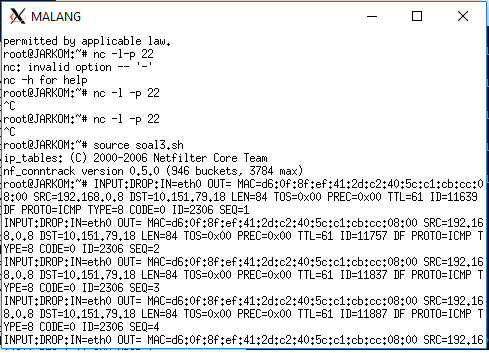 MALANG
permitted by applicable law.
root@JARKOM:~# nc -l-p 22
nc: invalid option -- '-'
nc -h for help
root@JARKOM:~# nc -l -p 22
^C
root@JARKOM:~# nc -l -p 22
^C
root@JARKOM:~# source soal3.sh
ip_tables: (C) 2000-2006 Netfilter Core Team
nf_conntrack version 0.5.0 (946 buckets, 3784 max)
root@JARKOM:~# INPUT:DROP:IN=eth0 OUT= MAC=d6:0f:8f:ef:41:2d:c2:40:5c:c1:cb:cc:0
8:00 SRC=192.168.0.8 DST=10.151.79.18 LEN=84 TOS=0x00 PREC=0x00 TTL=61 ID=11639
DF PROTO=ICMP TYPE=8 CODE=0 ID=2306 SEQ=1
INPUT:DROP:IN=eth0 OUT= MAC=d6:0f:8f:ef:41:2d:c2:40:5c:c1:cb:cc:08:00 SRC=192.16
8.0.8 DST=10.151.79.18 LEN=84 TOS=0x00 PREC=0x00 TTL=61 ID=11757 DF PROTO=ICMP T
YPE=8 CODE=0 ID=2306 SEQ=2
INPUT:DROP:IN=eth0 OUT= MAC=d6:0f:8f:ef:41:2d:c2:40:5c:c1:cb:cc:08:00 SRC=192.16
8.0.8 DST=10.151.79.18 LEN=84 TOS=0x00 PREC=0x00 TTL=61 ID=11837 DF PROTO=ICMP T
YPE=8 CODE=0 ID=2306 SEQ=3
INPUT:DROP:IN=eth0 OUT= MAC=d6:0f:8f:ef:41:2d:c2:40:5c:c1:cb:cc:08:00 SRC=192.16
8.0.8 DST=10.151.79.18 LEN=84 TOS=0x00 PREC=0x00 TTL=61 ID=11887 DF PROTO=ICMP T
YPE=8 CODE=0 ID=2306 SEQ=4
INPUT:DROP:IN=eth0 OUT= MAC=d6:0f:8f:ef:41:2d:c2:40:5c:c1:cb:cc:08:00 SRC=192.16